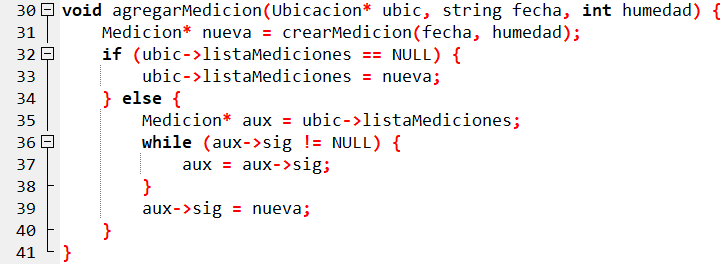 30 void agregarMedicion(Ubicacion* ubic, string fecha, int humedad) {
31     Medicion* nueva = crearMedicion(fecha, humedad);
32     if (ubic->listaMediciones == NULL) {
33         ubic->listaMediciones = nueva;
34     } else {
35         Medicion* aux = ubic->listaMediciones;
36         while (aux->sig != NULL) {
37             aux = aux->sig;
38         }
39         aux->sig = nueva;
40     }
41 }